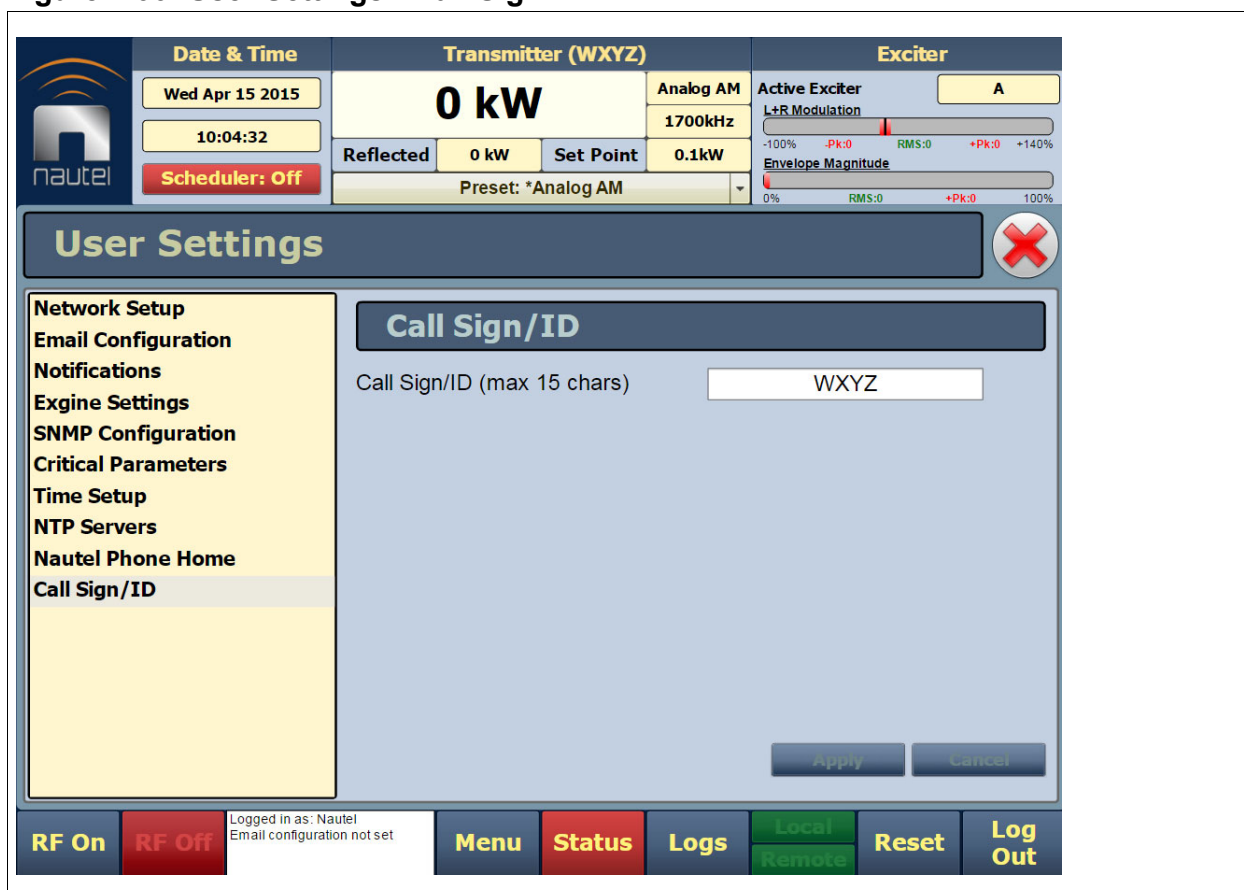 Date & Time
Transmitter (WXYZ)
Exciter
nautel
Wed Apr 15 2015
10:04:32
Scheduler: Off
0 kW
Analog AM
1700kHz
Reflected 0 kW Set Point 0.1kW
Preset: *Analog AM
Active Exciter A
L+R Modulation
-100% -Pk:0 RMS:0 +Pk:0 +140%
Envelope Magnitude
0% RMS:0 +Pk:0 100%
User Settings
Network Setup
Email Configuration
Notifications
Exgine Settings
SNMP Configuration
Critical Parameters
Time Setup
NTP Servers
Nautel Phone Home
Call Sign/ID
Call Sign/ID
Call Sign/ID (max 15 chars) WXYZ
Apply Cancel
RF On
RF Off
Logged in as: Nautel
Email configuration not set
Menu
Status
Logs
Local
Remote
Reset
Log
Out